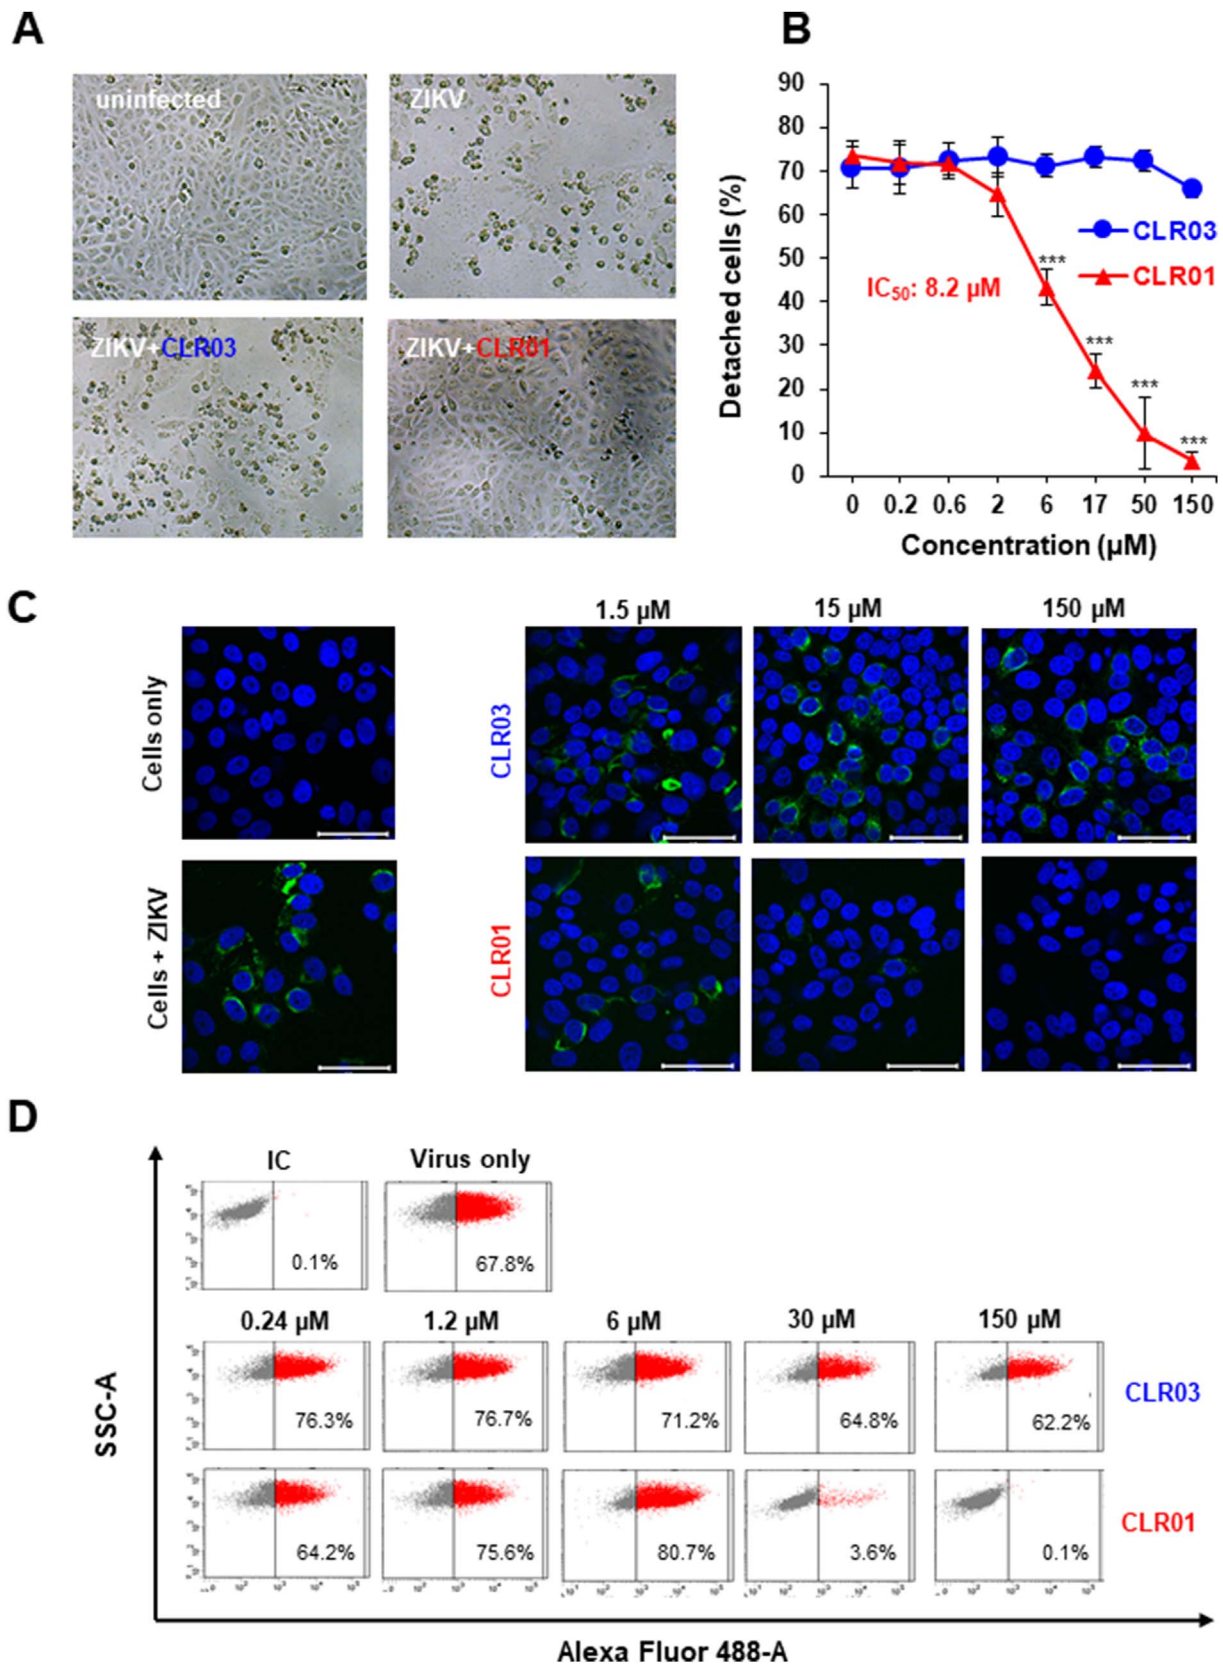 A
uninfected
ZIKV
ZIKV+CLR03
ZIKV+CLR01
B
90
80
70
60
50
40
30
20
10
0
Detached cells (%)
CLR03
CLR01
IC₅₀: 8.2 µM
***
***
***
***
0 0.2 0.6 2 6 17 50 150
Concentration (µM)
C
1.5 µM 15 µM 150 µM
Cells only
CLR03
Cells + ZIKV
CLR01
D
IC Virus only
0.1% 67.8%
0.24 µM 1.2 µM 6 µM 30 µM 150 µM
76.3% 76.7% 71.2% 64.8% 62.2%
CLR03
64.2% 75.6% 80.7% 3.6% 0.1%
CLR01
SSC-A
Alexa Fluor 488-A